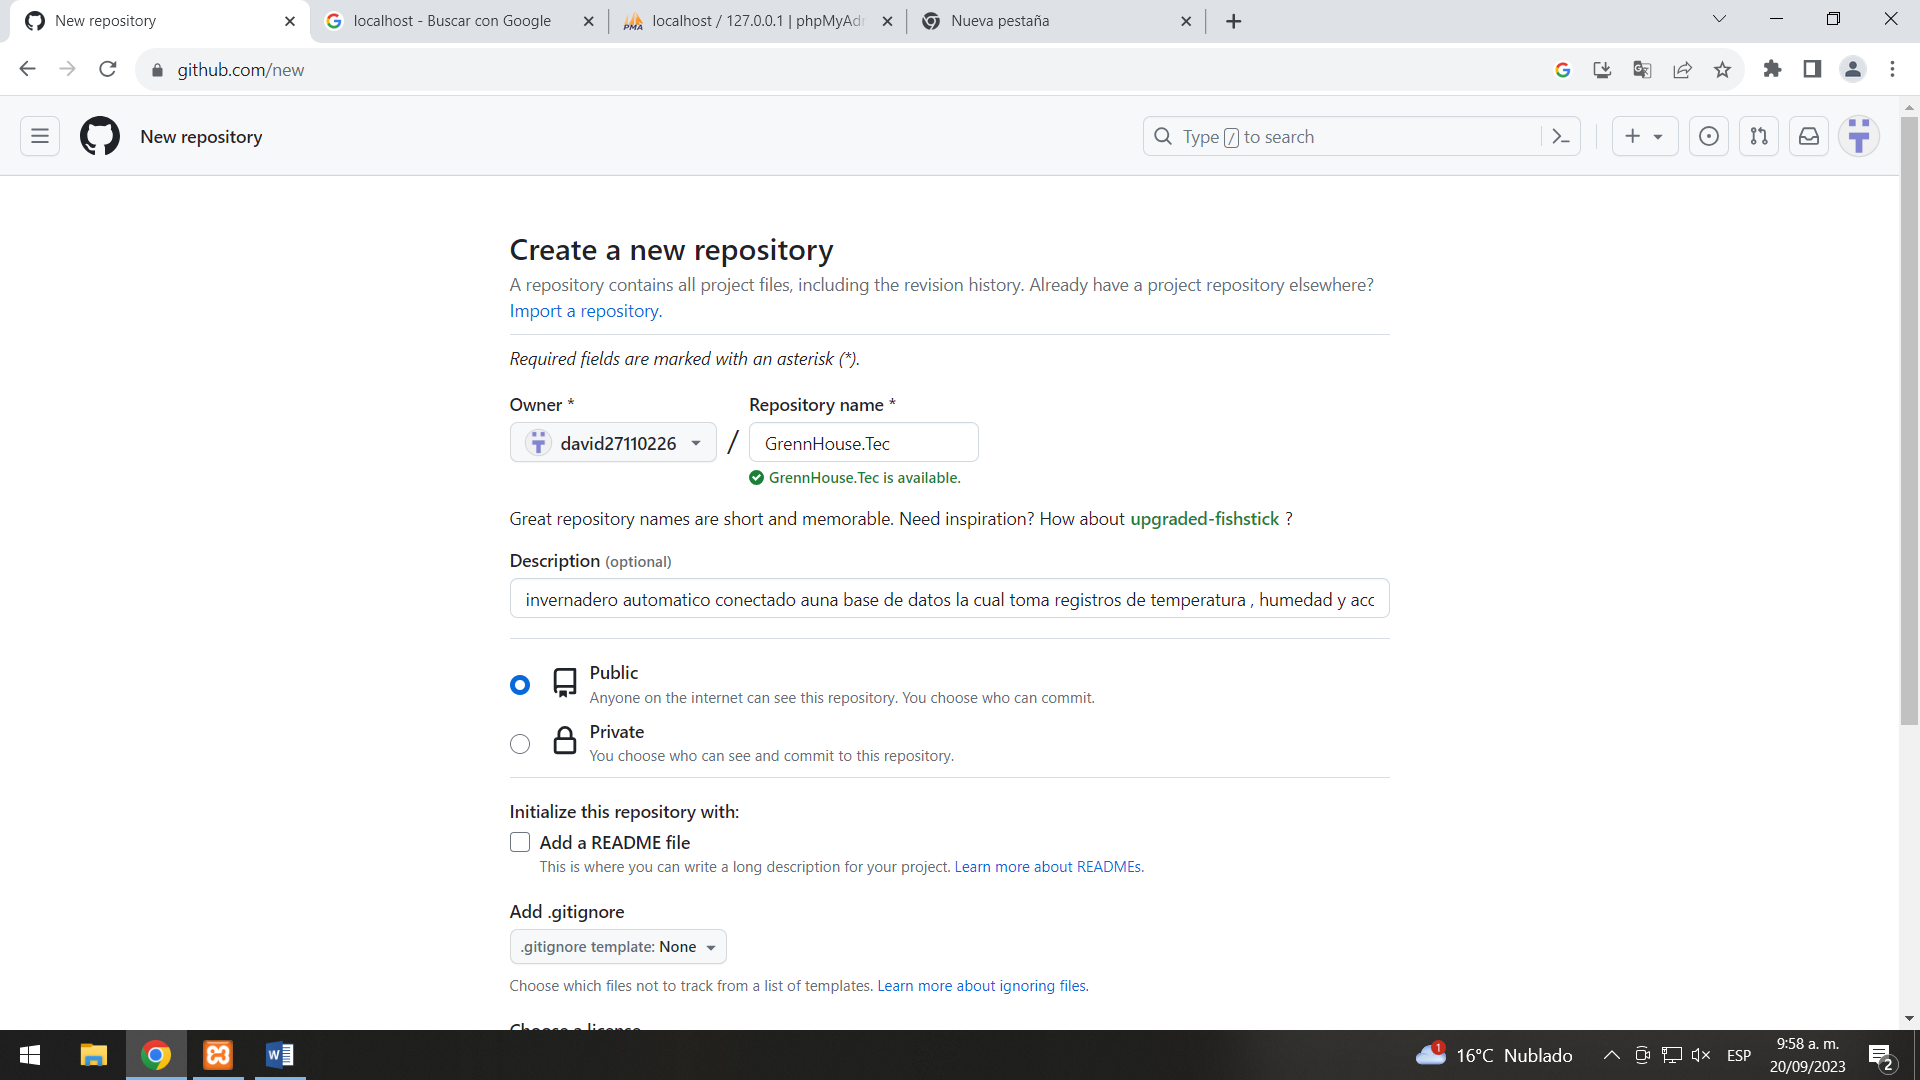 New repository
localhost - Buscar con Google
localhost / 127.0.0.1 | phpMyAdr
Nueva pestaña
github.com/new
New repository
Type / to search
Create a new repository
A repository contains all project files, including the revision history. Already have a project repository elsewhere?
Import a repository.
Required fields are marked with an asterisk (*).
Owner * Repository name *
david27110226 / GrennHouse.Tec
GrennHouse.Tec is available.
Great repository names are short and memorable. Need inspiration? How about upgraded-fishstick ?
Description (optional)
invernadero automatico conectado auna base de datos la cual toma registros de temperatura , humedad y acc
Public
Anyone on the internet can see this repository. You choose who can commit.
Private
You choose who can see and commit to this repository.
Initialize this repository with:
Add a README file
This is where you can write a long description for your project. Learn more about READMEs.
Add .gitignore
.gitignore template: None
Choose which files not to track from a list of templates. Learn more about ignoring files.
Choose a license
1
16°C Nublado
ESP
9:58 a. m.
20/09/2023
2